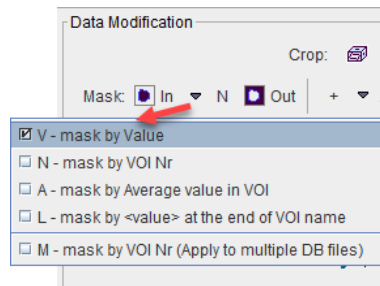 Data Modification
Crop:
Mask: In N Out +
V - mask by Value
N - mask by VOI Nr
A - mask by Average value in VOI
L - mask by <value> at the end of VOI name
M - mask by VOI Nr (Apply to multiple DB files)